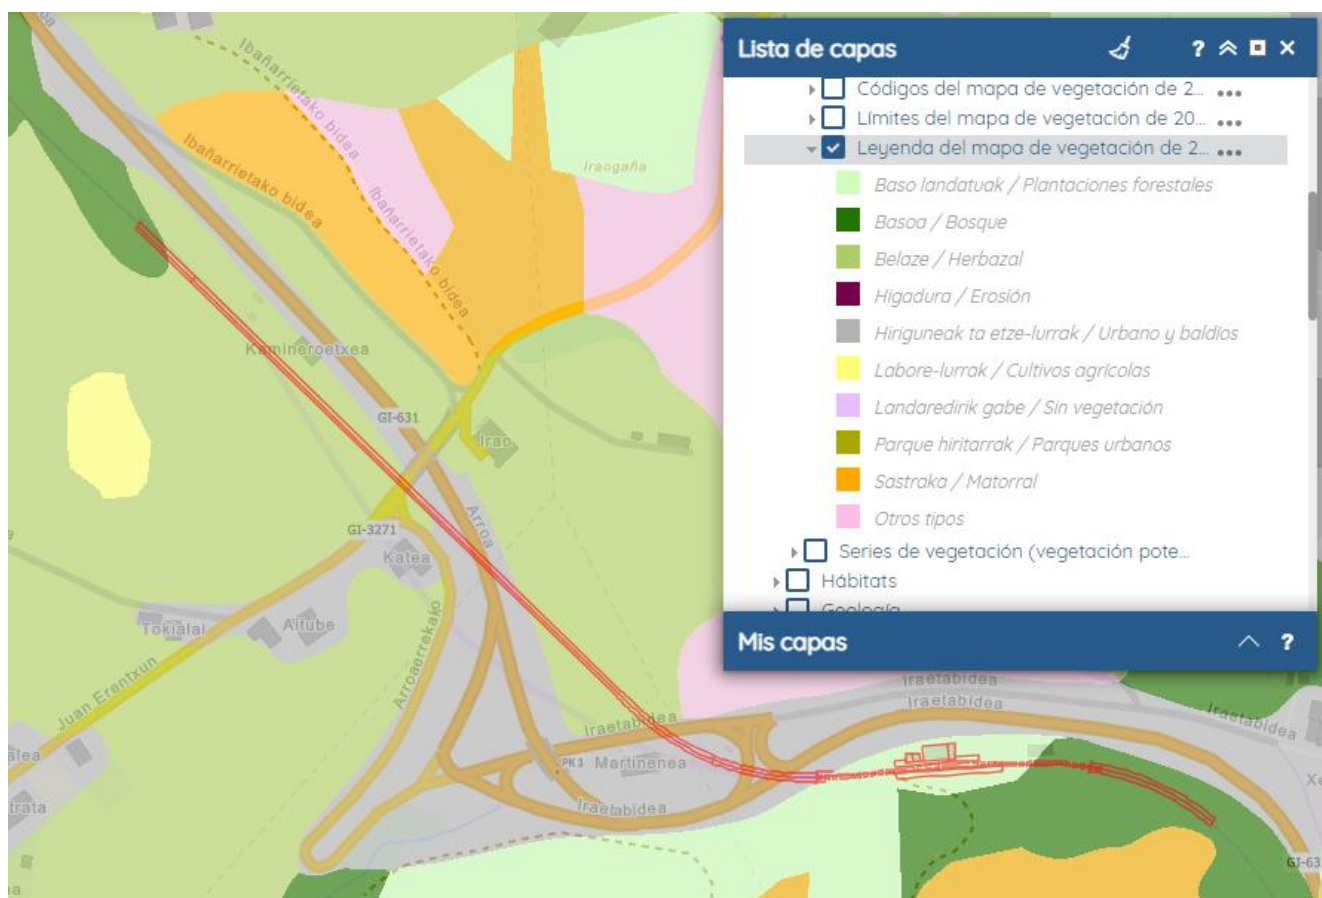 Lista de capas
?
Códigos del mapa de vegetación de 2... •••
Límites del mapa de vegetación de 20... •••
Leyenda del mapa de vegetación de 2... •••
Baso landatuak / Plantaciones forestales
Basoa / Bosque
Belaze / Herbazal
Higadura / Erosión
Hiriguneak ta etze-lurrak / Urbano y baldíos
Labore-lurrak / Cultivos agrícolas
Landaredirik gabe / Sin vegetación
Parque hiritarrak / Parques urbanos
Sastraka / Matorral
Otros tipos
Series de vegetación (vegetación pote...
Hábitats
Geología
Mis capas
?
Ibañarrietako bidea
Ibañarrietako bidea
Ibañarrietako bidea
Iraogaña
Kamineroetxea
GI-631
Irao
Arroa
GI-3271
Katea
Tokialai
Aitube
Arroaerrekako
Juan Erentxun
Iraetabidea
Iraetabidea
Iraetabidea
Iraetabidea
PK3
Martinenea
Iraetabidea
GI-63